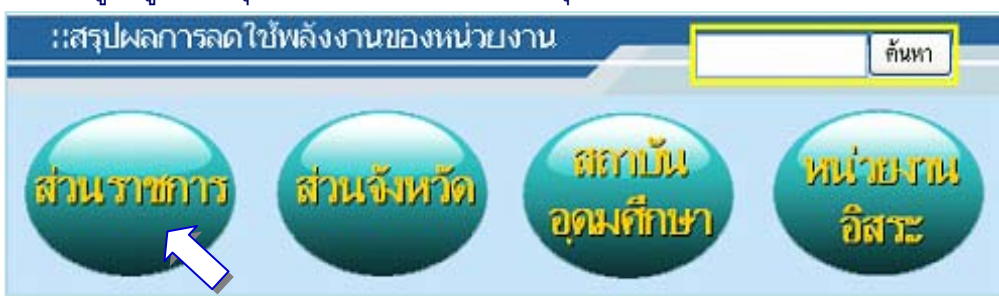 ::สรุปผลการลดใช้พลังงานของหน่วยงาน
ค้นหา
ส่วนราชการ
ส่วนจังหวัด
สถาบัน
อุดมศึกษา
หน่วยงาน
อิสระ